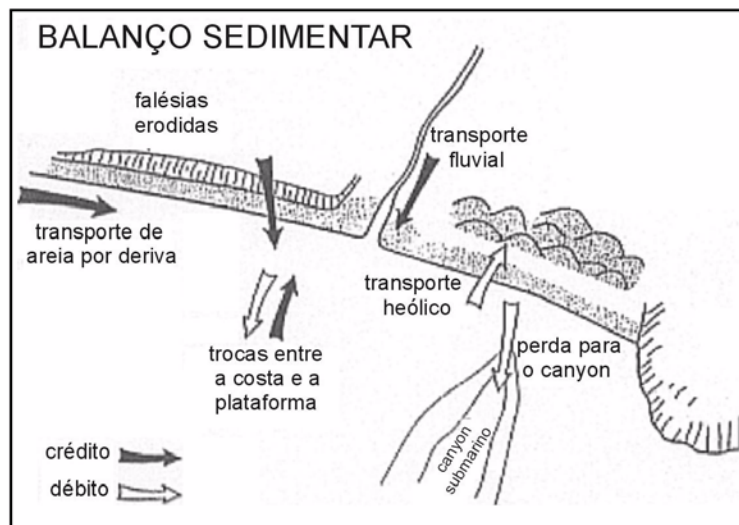 BALANÇO SEDIMENTAR
falésias
erodidas
transporte
fluvial
transporte de
areia por deriva
transporte
heólico
trocas entre
a costa e a
plataforma
perda para
o canyon
canyon
submarino
crédito
débito